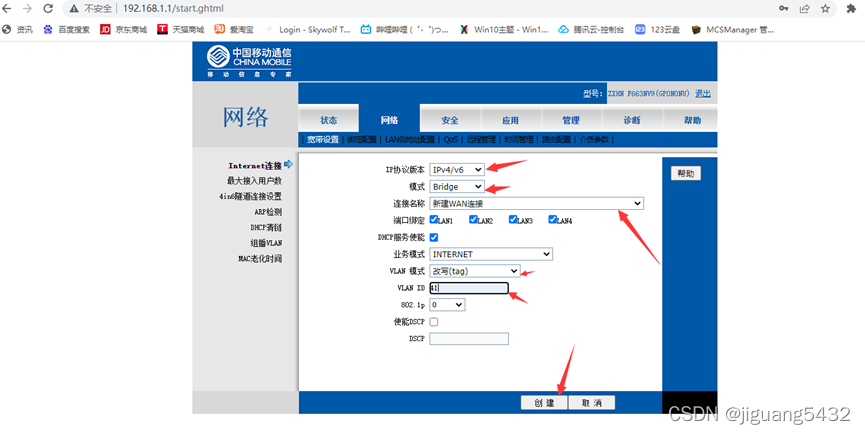 不安全 | 192.168.1.1/start.ghtml
资讯 百度搜索 京东商城 天猫商城 爱淘宝 Login - Skywolf T... 哔哩哔哩 (゜-゜)つ... Win10主题 - Win1... 腾讯云-控制台 123云盘 MCSManager 管...
中国移动通信
CHINA MOBILE
移 动 信 息 专 家
型号: ZXHN F663NV9(GPONONU) 退出
网络
状态 网络 安全 应用 管理 诊断 帮助
宽带设置 | 绑定配置 | LAN侧地址配置 | QoS | 远程管理 | 时间管理 | 路由配置 | 介质参数 |
Internet连接
最大接入用户数
4in6隧道连接设置
ARP检测
DHCP清剑
组播VLAN
MAC老化时间
IP协议版本 IPv4/v6
模式 Bridge
连接名称 新建WAN连接
端口绑定 LAN1 LAN2 LAN3 LAN4
DHCP服务使能
业务模式 INTERNET
VLAN 模式 改写(tag)
VLAN ID 41
802.1p 0
使能DSCP
DSCP
帮助
创 建 取 消
CSDN @jiguang5432